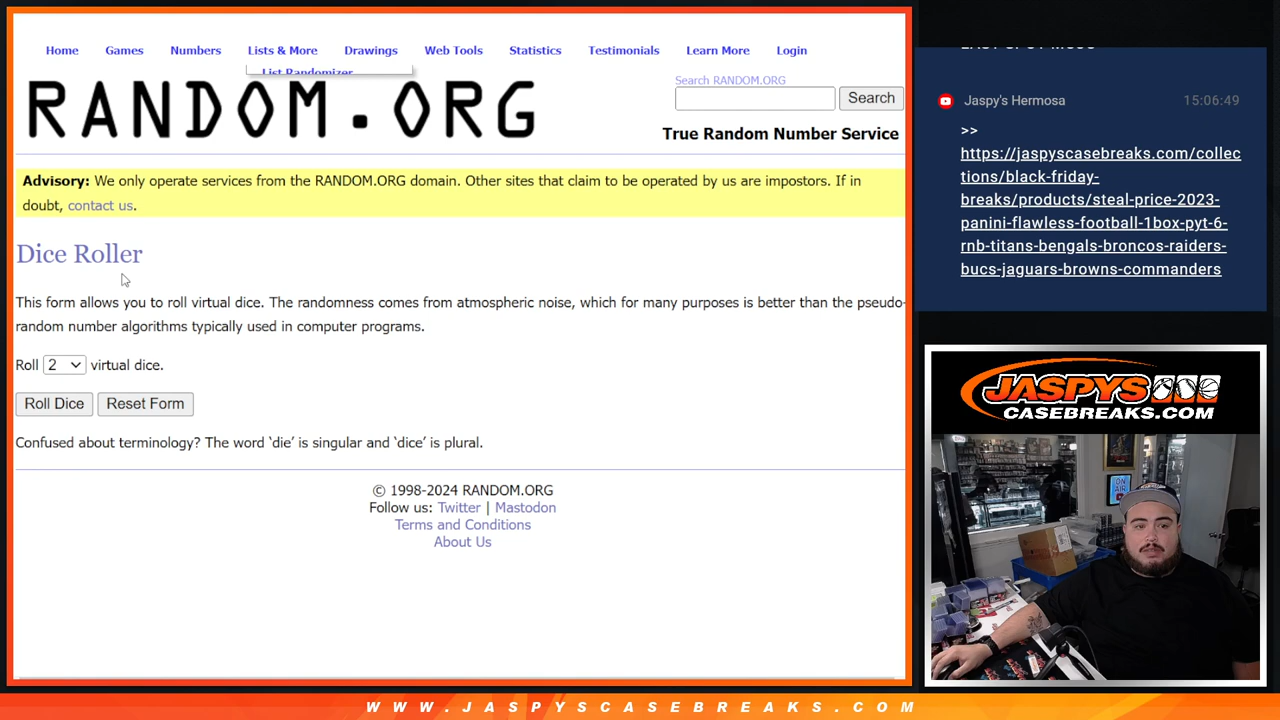 Home Games Numbers Lists & More Drawings Web Tools Statistics Testimonials Learn More Login
List Randomizer
Search RANDOM.ORG
RANDOM.ORG
Search
True Random Number Service
Advisory: We only operate services from the RANDOM.ORG domain. Other sites that claim to be operated by us are impostors. If in
doubt, contact us.
Dice Roller
This form allows you to roll virtual dice. The randomness comes from atmospheric noise, which for many purposes is better than the pseudo-
random number algorithms typically used in computer programs.
Roll 2 virtual dice.
Roll Dice Reset Form
Confused about terminology? The word ‘die’ is singular and ‘dice’ is plural.
© 1998-2024 RANDOM.ORG
Follow us: Twitter | Mastodon
Terms and Conditions
About Us
Jaspy's Hermosa 15:06:49
>>
https://jaspyscasebreaks.com/collec
tions/black-friday-
breaks/products/steal-price-2023-
panini-flawless-football-1box-pyt-6-
rnb-titans-bengals-broncos-raiders-
bucs-jaguars-browns-commanders
JASPYS
CASEBREAKS.COM
ON
AIR
WWW.JASPYSCASEBREAKS.COM